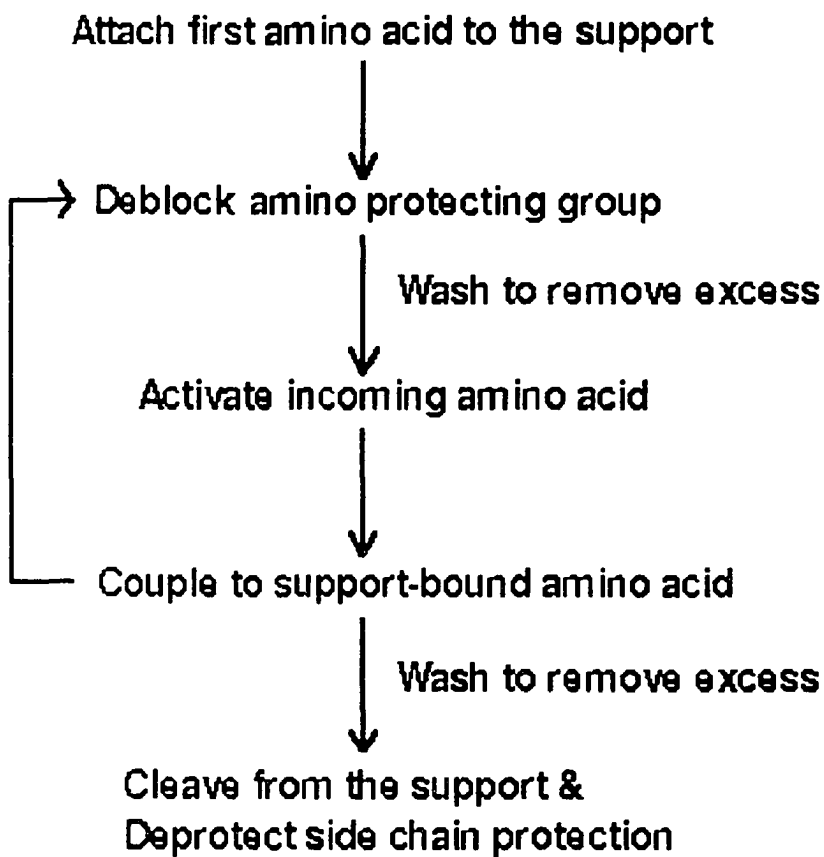 Attach first amino acid to the support
Deblock amino protecting group
Wash to remove excess
Activate incoming amino acid
Couple to support-bound amino acid
Wash to remove excess
Cleave from the support &
Deprotect side chain protection